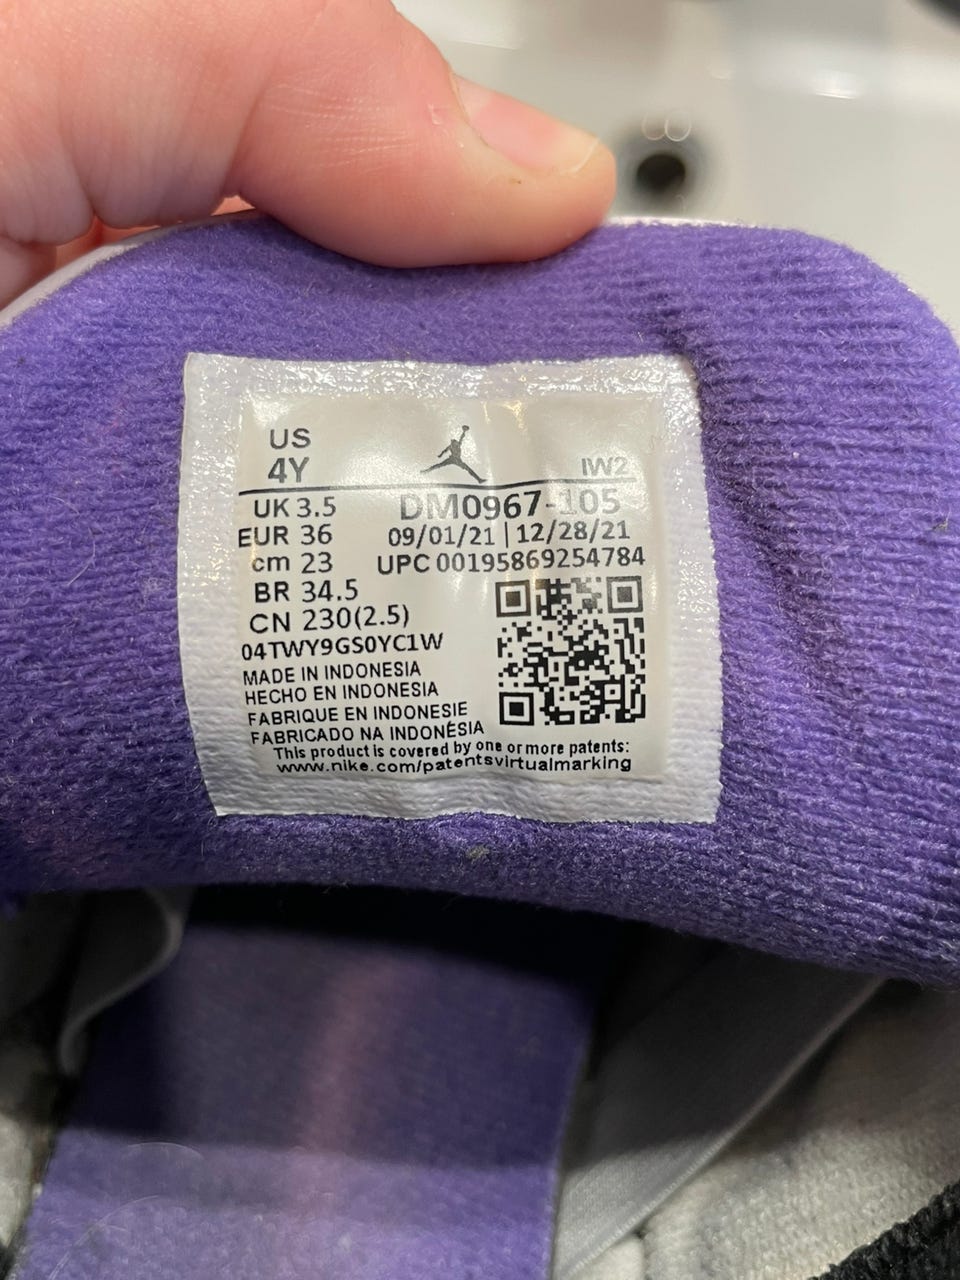 US
4Y
IW2
UK 3.5
DM0967-105
EUR 36
09/01/21 | 12/28/21
cm 23
UPC 00195869254784
BR 34.5
CN 230(2.5)
04TWY9GS0YC1W
MADE IN INDONESIA
HECHO EN INDONESIA
FABRIQUE EN INDONESIE
FABRICADO NA INDONÉSIA
This product is covered by one or more patents:
www.nike.com/patentsvirtualmarking